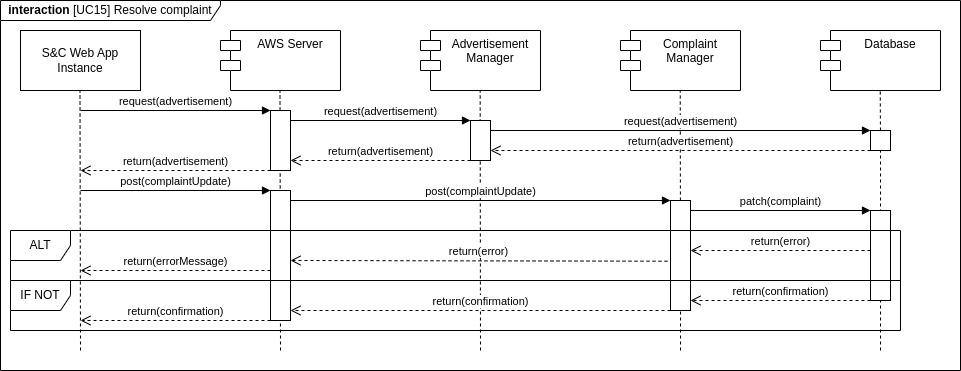 interaction [UC15] Resolve complaint
S&C Web App
Instance
AWS Server
Advertisement
Manager
Complaint
Manager
Database
request(advertisement)
request(advertisement)
request(advertisement)
return(advertisement)
return(advertisement)
return(advertisement)
post(complaintUpdate)
post(complaintUpdate)
patch(complaint)
ALT
return(error)
return(error)
return(errorMessage)
IF NOT
return(confirmation)
return(confirmation)
return(confirmation)